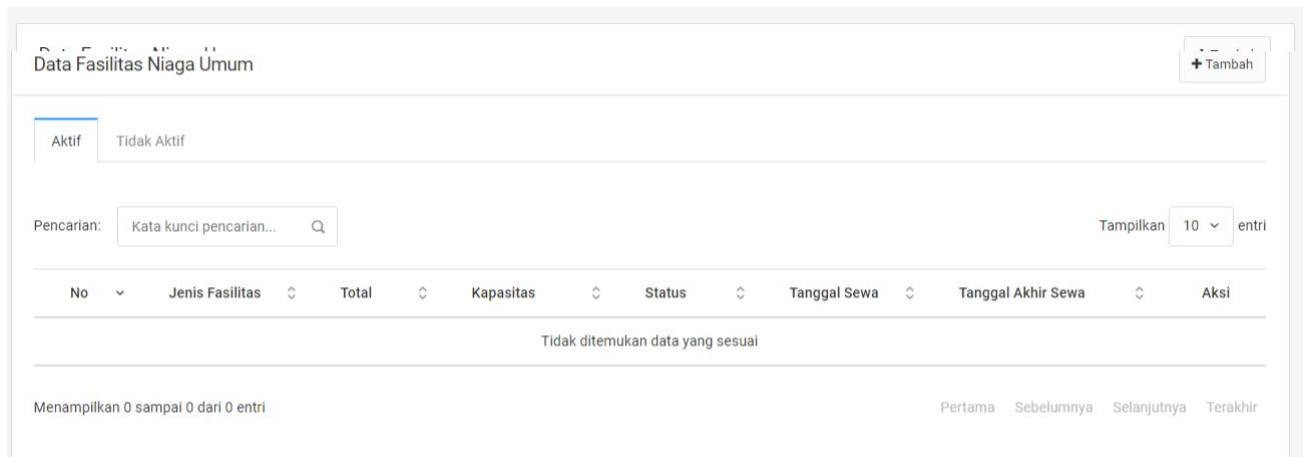 Data Fasilitas Niaga Umum
+ Tambah
Aktif Tidak Aktif
Pencarian: Kata kunci pencarian... Tampilkan 10 entri
No Jenis Fasilitas Total Kapasitas Status Tanggal Sewa Tanggal Akhir Sewa Aksi
Tidak ditemukan data yang sesuai
Menampilkan 0 sampai 0 dari 0 entri Pertama Sebelumnya Selanjutnya Terakhir